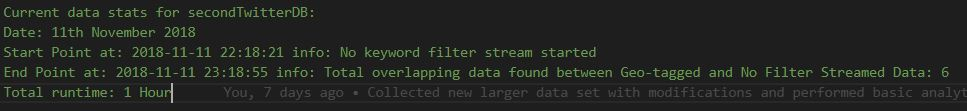 Current data stats for secondTwitterDB:
Date: 11th November 2018
Start Point at: 2018-11-11 22:18:21 info: No keyword filter stream started
End Point at: 2018-11-11 23:18:55 info: Total overlapping data found between Geo-tagged and No Filter Streamed Data: 6
Total runtime: 1 Hour You, 7 days ago • Collected new larger data set with modifications and performed basic analyt